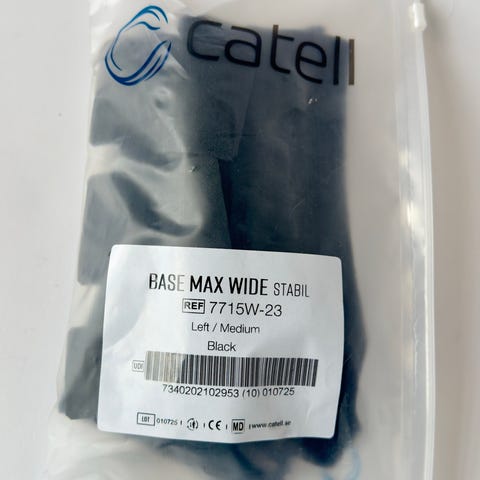 Catell
BASE MAX WIDE STABIL
REF 7715W-23
Left / Medium
Black
UDI
7340202102953 (10) 010725
LOT 010725 | CE | MD | www.catell.se